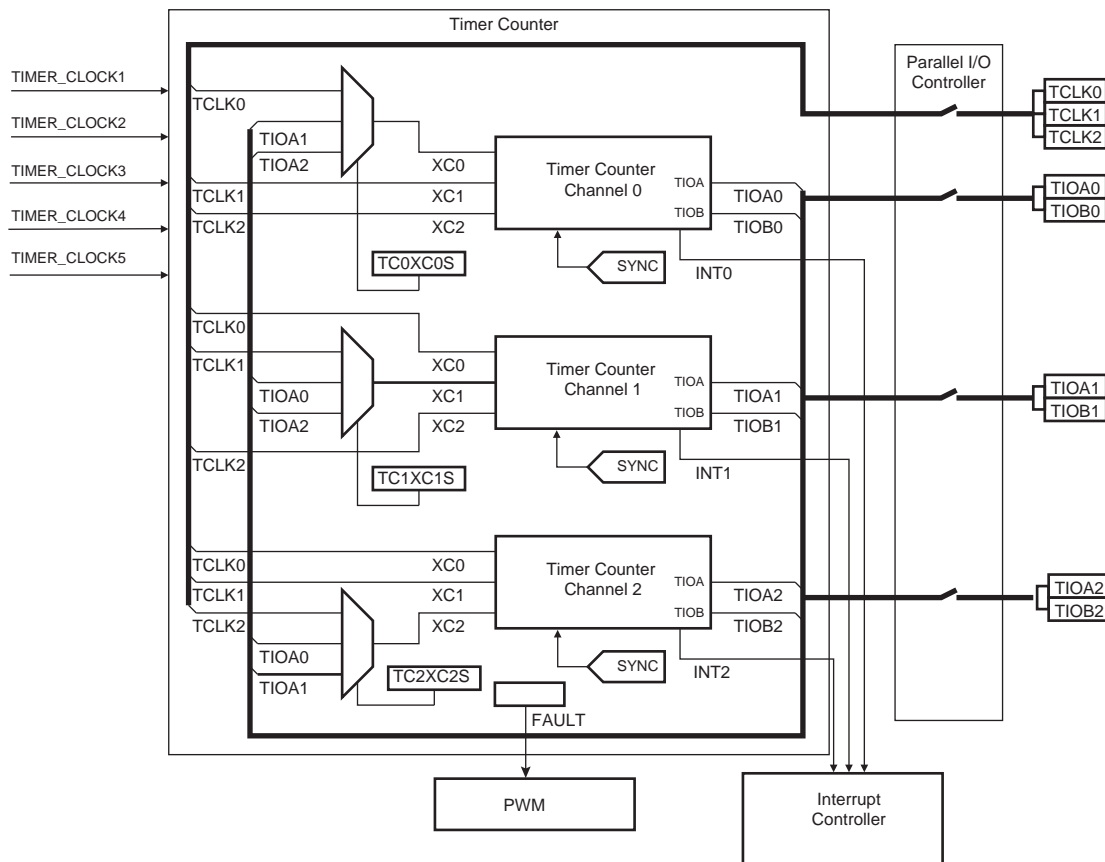 Timer Counter
TIMER_CLOCK1
TIMER_CLOCK2
TIMER_CLOCK3
TIMER_CLOCK4
TIMER_CLOCK5
TCLK0
TIOA1
TIOA2
TCLK1
TCLK2
XC0
XC1
XC2
TC0XC0S
Timer Counter
Channel 0
TIOA
TIOB
TIOA0
TIOB0
SYNC
INT0
TCLK0
TCLK1
TIOA0
TIOA2
TCLK2
XC0
XC1
XC2
TC1XC1S
Timer Counter
Channel 1
TIOA
TIOB
TIOA1
TIOB1
SYNC
INT1
TCLK0
TCLK1
TCLK2
TIOA0
TIOA1
XC0
XC1
XC2
TC2XC2S
Timer Counter
Channel 2
TIOA
TIOB
TIOA2
TIOB2
SYNC
INT2
FAULT
PWM
Parallel I/O
Controller
TCLK0
TCLK1
TCLK2
TIOA0
TIOB0
TIOA1
TIOB1
TIOA2
TIOB2
Interrupt
Controller